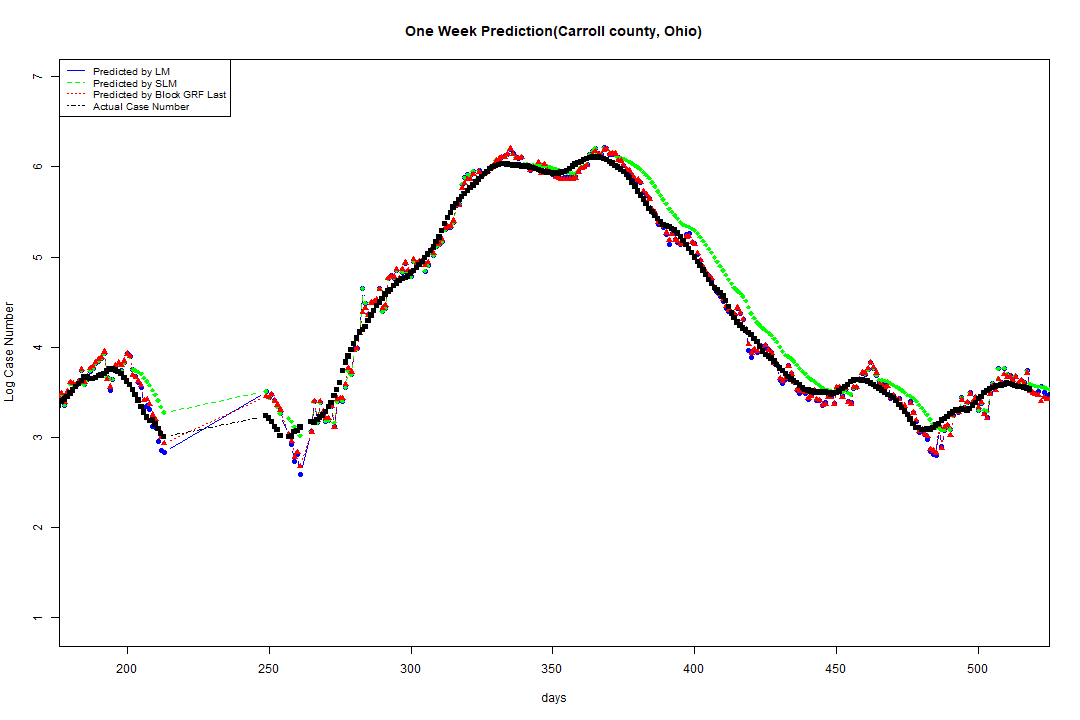 One Week Prediction(Carroll county, Ohio)
Predicted by LM
Predicted by SLM
Predicted by Block GRF Last
Actual Case Number
7
6
5
4
3
2
1
Log Case Number
200 250 300 350 400 450 500
days